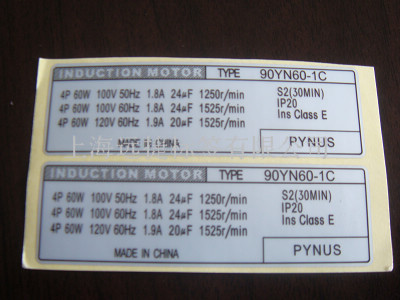 INDUCTION MOTOR TYPE 90YN60-1C
4P 60W 100V 50Hz 1.8A 24µF 1250r/min S2(30MIN)
4P 60W 100V 60Hz 1.8A 24µF 1525r/min IP20
4P 60W 120V 60Hz 1.9A 20µF 1525r/min Ins Class E
MADE IN CHINA PYNUS
INDUCTION MOTOR TYPE 90YN60-1C
4P 60W 100V 50Hz 1.8A 24µF 1250r/min S2(30MIN)
4P 60W 100V 60Hz 1.8A 24µF 1525r/min IP20
4P 60W 120V 60Hz 1.9A 20µF 1525r/min Ins Class E
MADE IN CHINA PYNUS